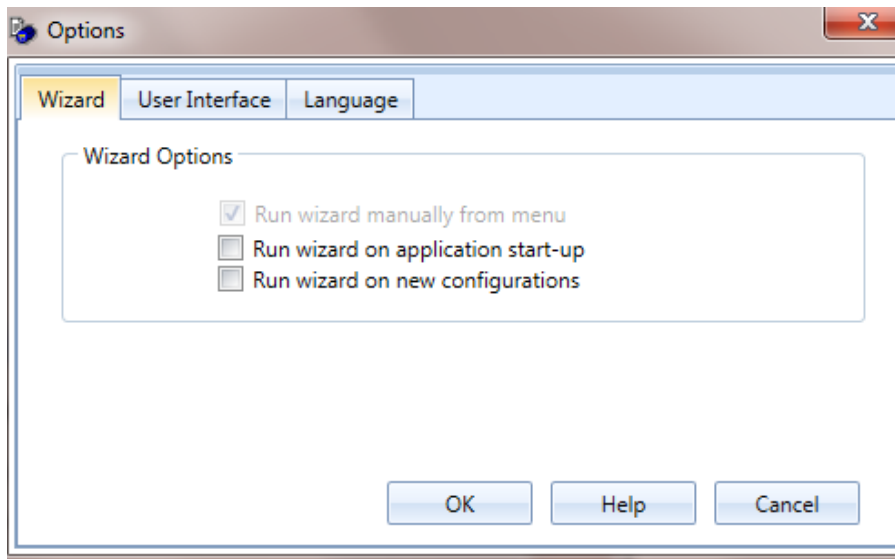 Options
Wizard User Interface Language
Wizard Options
Run wizard manually from menu
Run wizard on application start-up
Run wizard on new configurations
OK Help Cancel